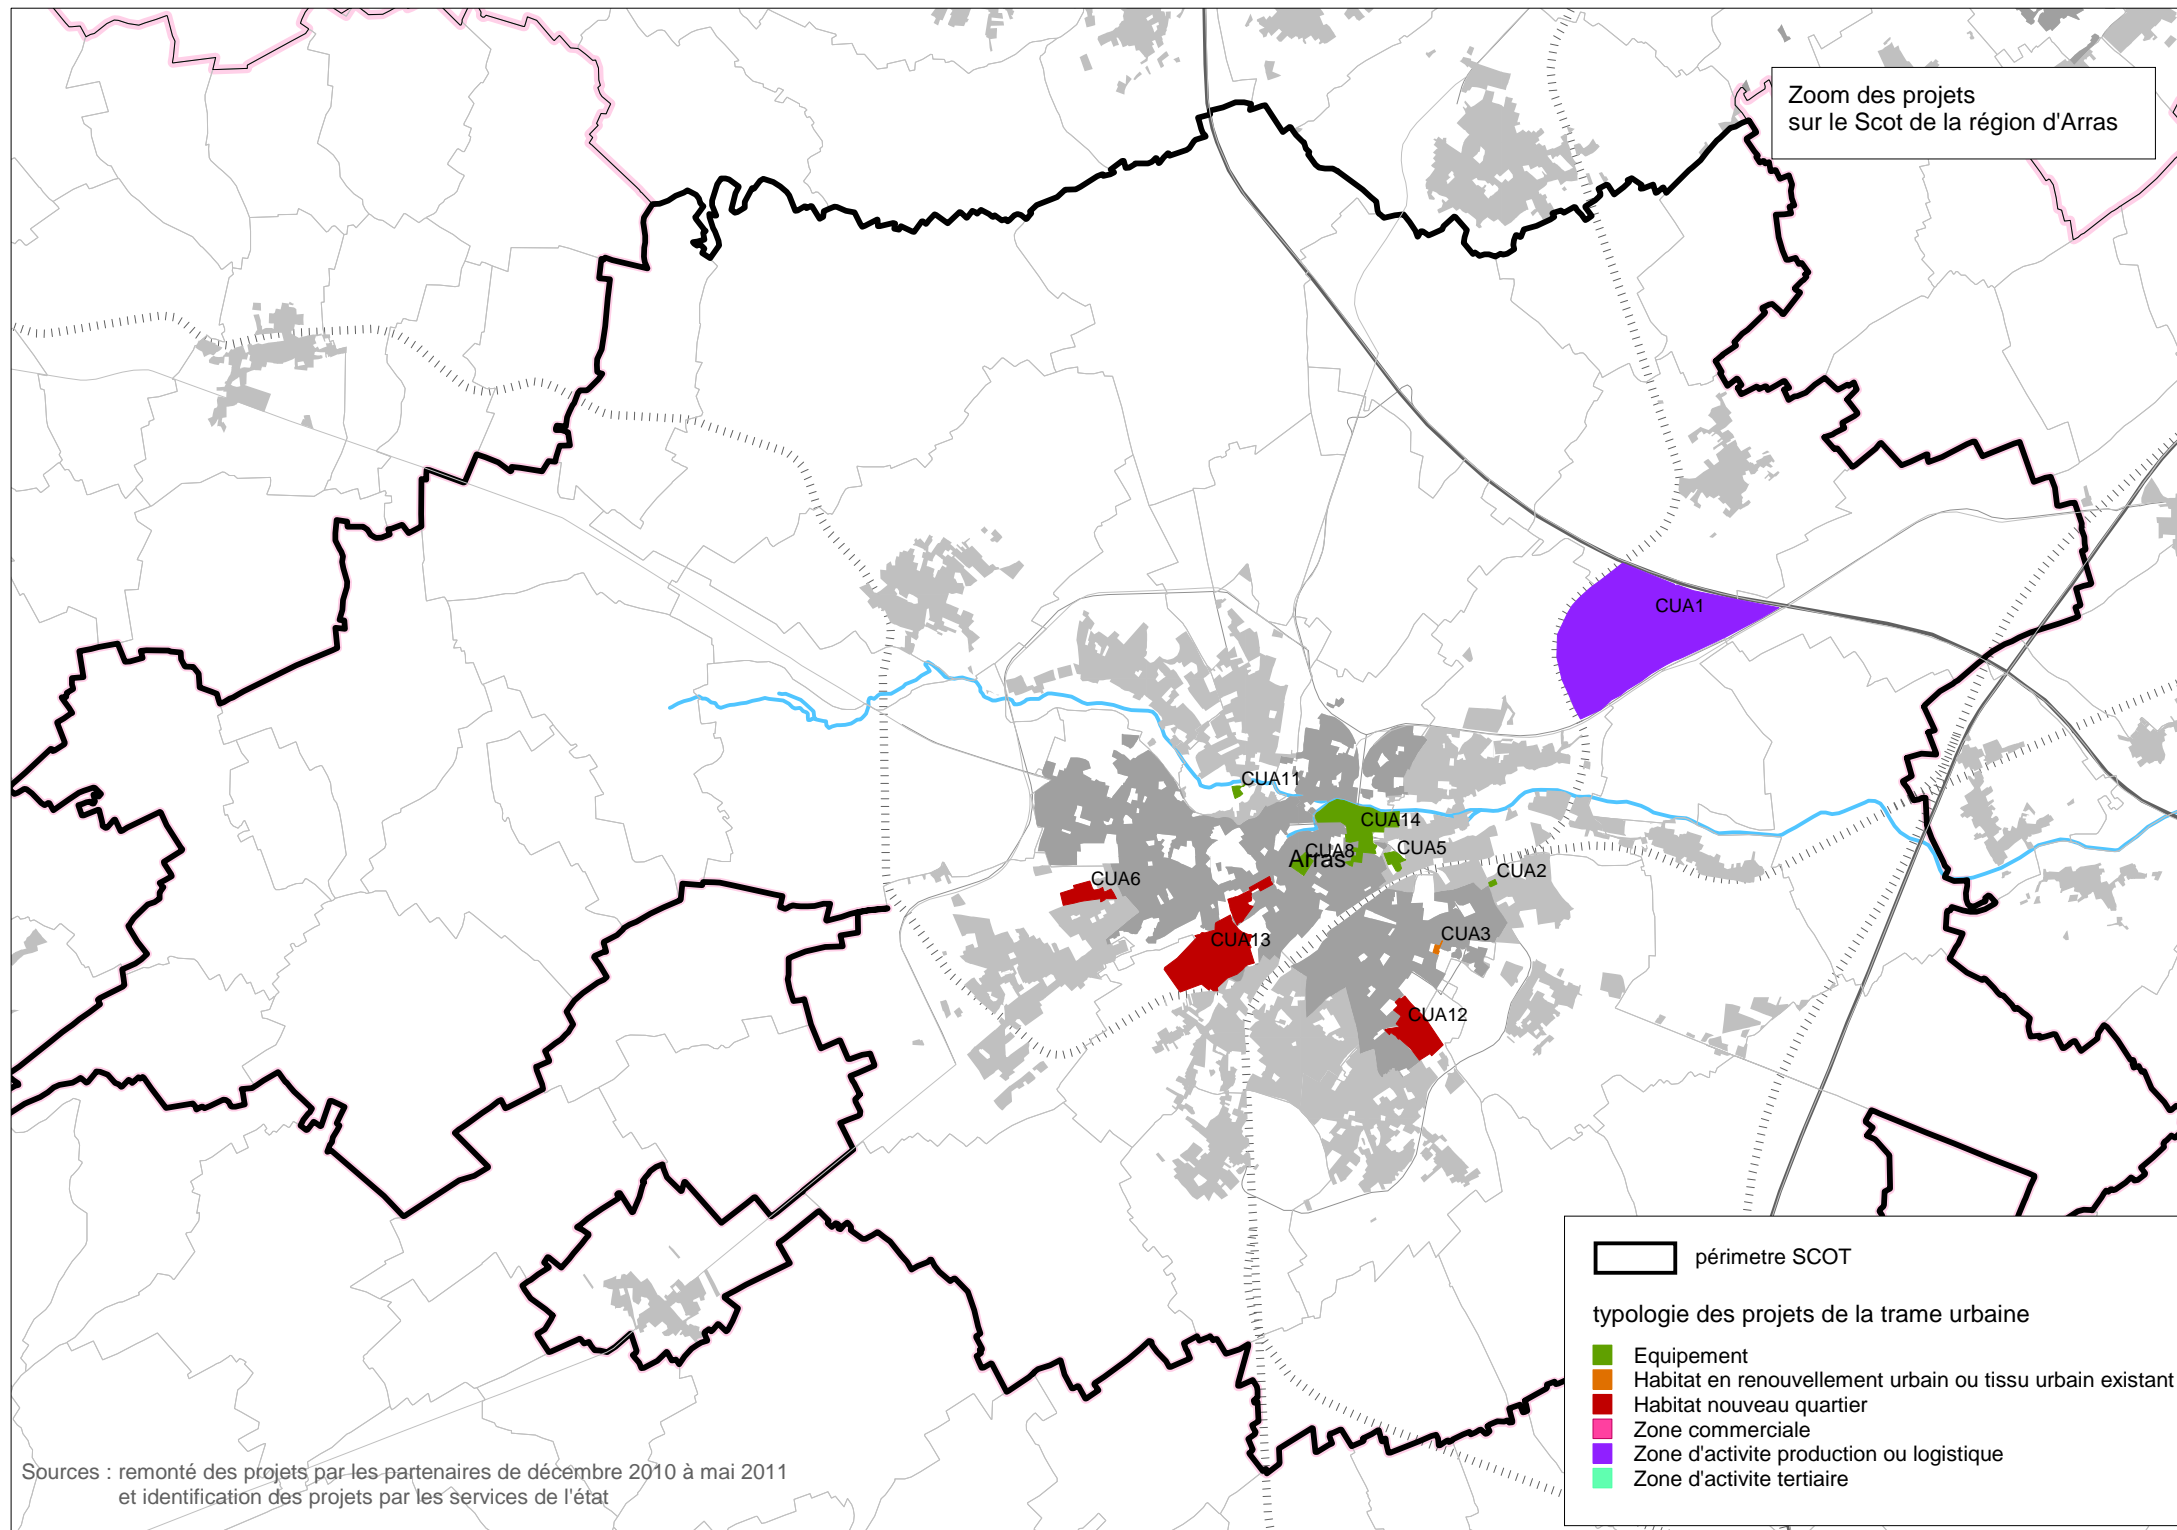 Zoom des projets
sur le Scot de la région d'Arras
CUA1
CUA11
CUA14
CUA8
Arras
CUA5
CUA2
CUA6
CUA3
CUA13
CUA12
périmetre SCOT
typologie des projets de la trame urbaine
Equipement
Habitat en renouvellement urbain ou tissu urbain existant
Habitat nouveau quartier
Zone commerciale
Zone d'activite production ou logistique
Zone d'activite tertiaire
Sources : remonté des projets par les partenaires de décembre 2010 à mai 2011
et identification des projets par les services de l'état